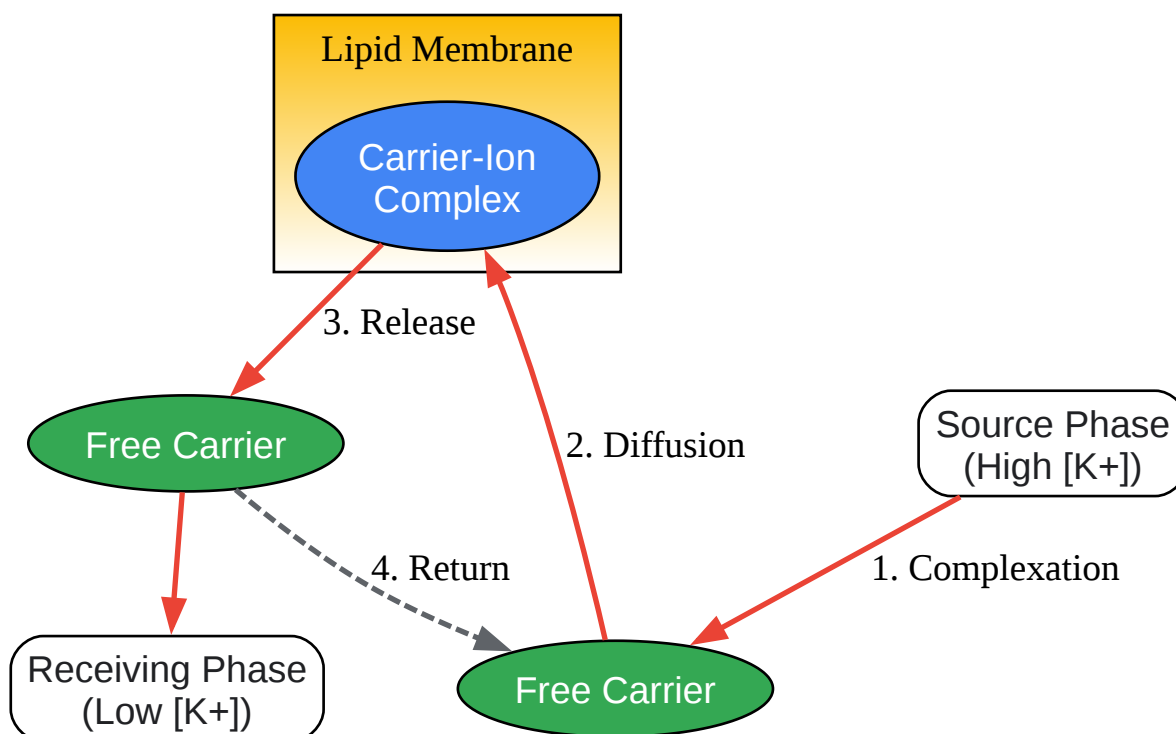 Lipid Membrane
Carrier-Ion
Complex
3. Release
Free Carrier
2. Diffusion
Source Phase
(High [K+])
4. Return
1. Complexation
Receiving Phase
(Low [K+])
Free Carrier